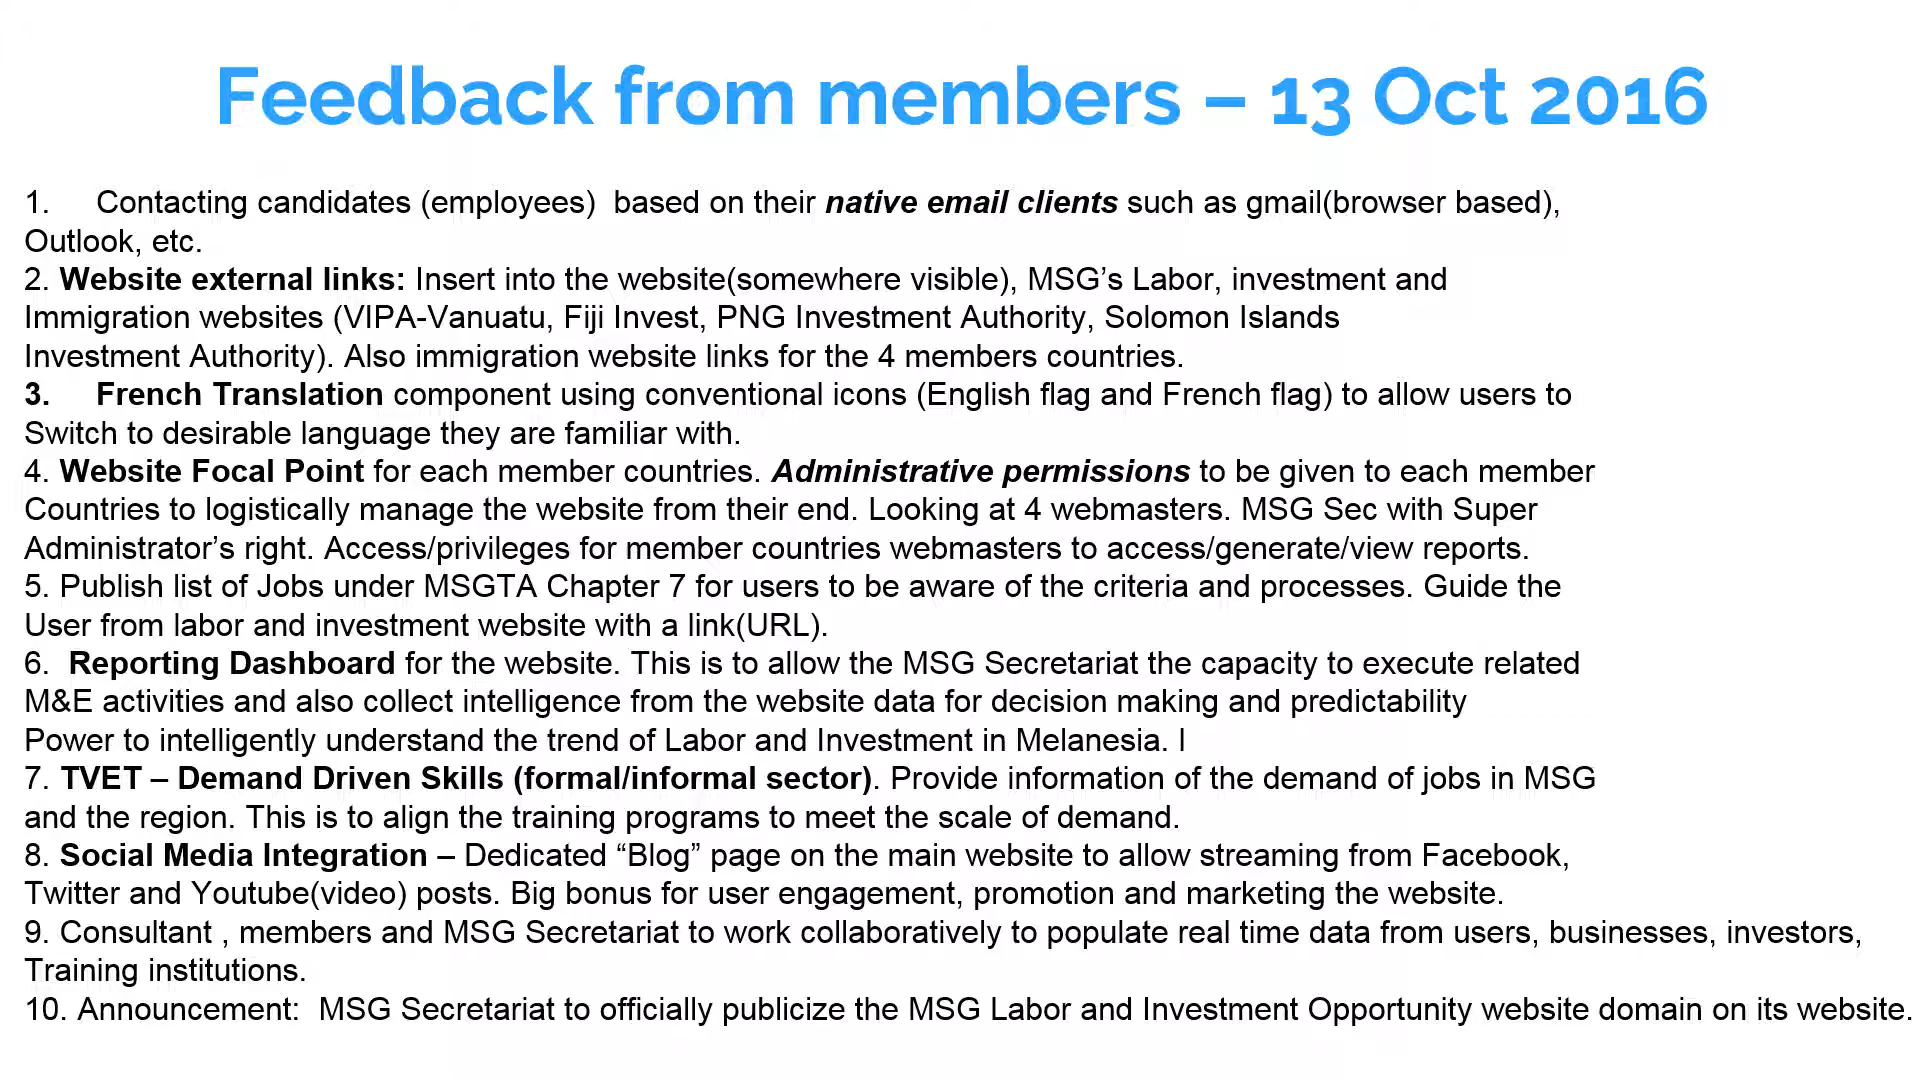 Feedback from members – 13 Oct 2016
1. Contacting candidates (employees) based on their native email clients such as gmail(browser based),
Outlook, etc.
2. Website external links: Insert into the website(somewhere visible), MSG’s Labor, investment and
Immigration websites (VIPA-Vanuatu, Fiji Invest, PNG Investment Authority, Solomon Islands
Investment Authority). Also immigration website links for the 4 members countries.
3. French Translation component using conventional icons (English flag and French flag) to allow users to
Switch to desirable language they are familiar with.
4. Website Focal Point for each member countries. Administrative permissions to be given to each member
Countries to logistically manage the website from their end. Looking at 4 webmasters. MSG Sec with Super
Administrator’s right. Access/privileges for member countries webmasters to access/generate/view reports.
5. Publish list of Jobs under MSGTA Chapter 7 for users to be aware of the criteria and processes. Guide the
User from labor and investment website with a link(URL).
6. Reporting Dashboard for the website. This is to allow the MSG Secretariat the capacity to execute related
M&E activities and also collect intelligence from the website data for decision making and predictability
Power to intelligently understand the trend of Labor and Investment in Melanesia. I
7. TVET – Demand Driven Skills (formal/informal sector). Provide information of the demand of jobs in MSG
and the region. This is to align the training programs to meet the scale of demand.
8. Social Media Integration – Dedicated “Blog” page on the main website to allow streaming from Facebook,
Twitter and Youtube(video) posts. Big bonus for user engagement, promotion and marketing the website.
9. Consultant , members and MSG Secretariat to work collaboratively to populate real time data from users, businesses, investors,
Training institutions.
10. Announcement: MSG Secretariat to officially publicize the MSG Labor and Investment Opportunity website domain on its website.